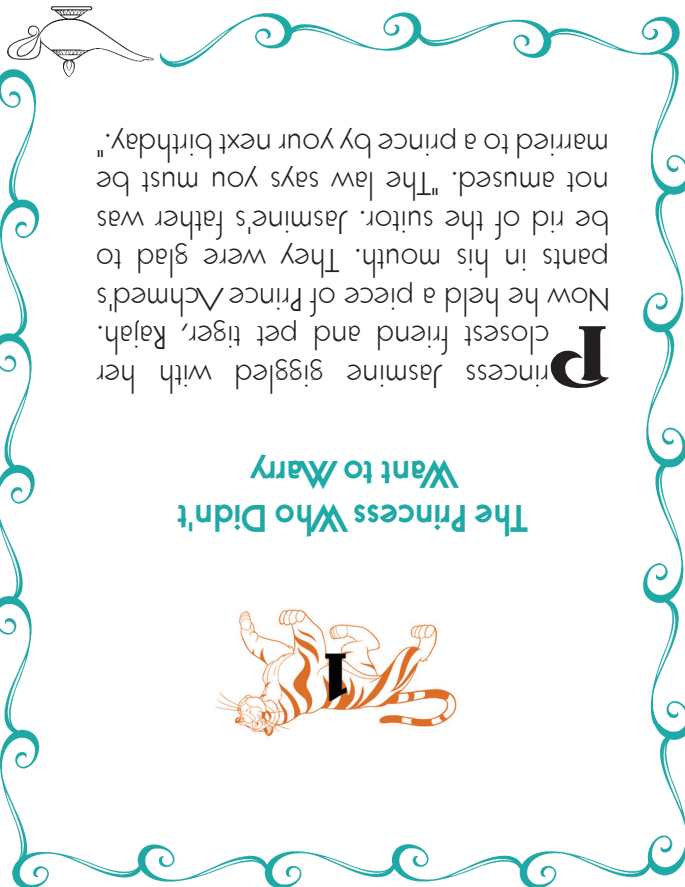 1
The Princess Who Didn't
Want to Marry
Princess Jasmine giggled with her
closest friend and pet tiger, Rajah.
Now he held a piece of Prince Achmed's
pants in his mouth. They were glad to
be rid of the suitor. Jasmine's father was
not amused. "The law says you must be
married to a prince by your next birthday."